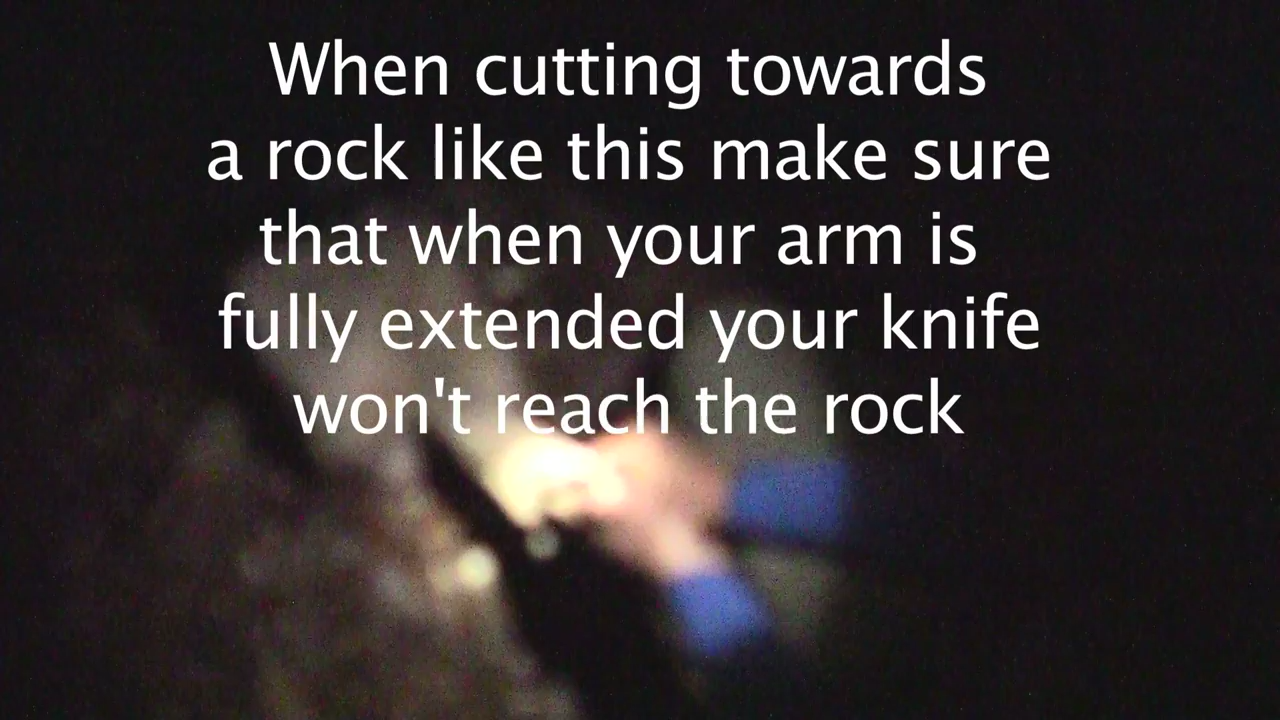 When cutting towards
a rock like this make sure
that when your arm is
fully extended your knife
won't reach the rock